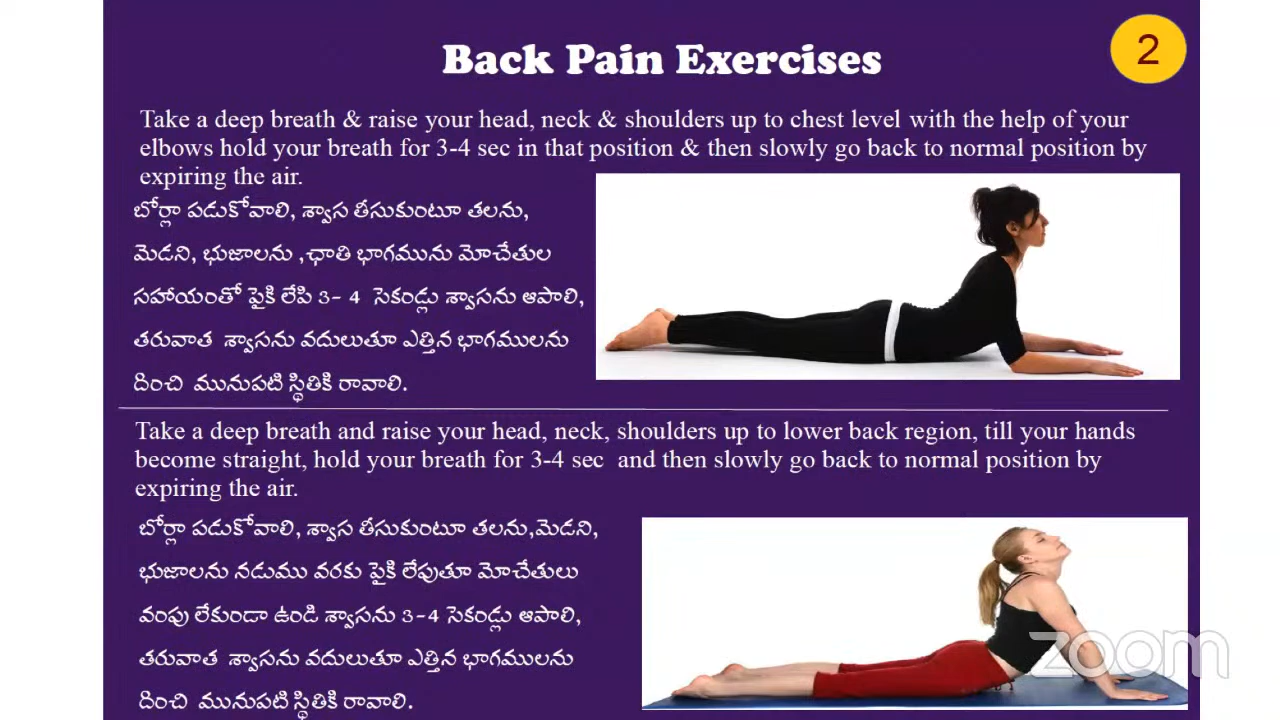 Back Pain Exercises
2
Take a deep breath & raise your head, neck & shoulders up to chest level with the help of your
elbows hold your breath for 3-4 sec in that position & then slowly go back to normal position by
expiring the air.
బోర్లా పడుకోవాలి, శ్వాస తీసుకుంటూ తలను,
మెడని, భుజాలను ,ఛాతి భాగమును మోచేతుల
సహాయంతో పైకి లేపి 3- 4 సెకండ్లు శ్వాసను ఆపాలి,
తరువాత శ్వాసను వదులుతూ ఎత్తిన భాగములను
దించి మునుపటి స్థితికి రావాలి.
Take a deep breath and raise your head, neck, shoulders up to lower back region, till your hands
become straight, hold your breath for 3-4 sec and then slowly go back to normal position by
expiring the air.
బోర్లా పడుకోవాలి, శ్వాస తీసుకుంటూ తలను,మెడని,
భుజాలను నడుము వరకు పైకి లేపుతూ మోచేతులు
వంపు లేకుండా ఉండి శ్వాసను 3-4 సెకండ్లు ఆపాలి,
తరువాత శ్వాసను వదులుతూ ఎత్తిన భాగములను
దించి మునుపటి స్థితికి రావాలి.
zoom